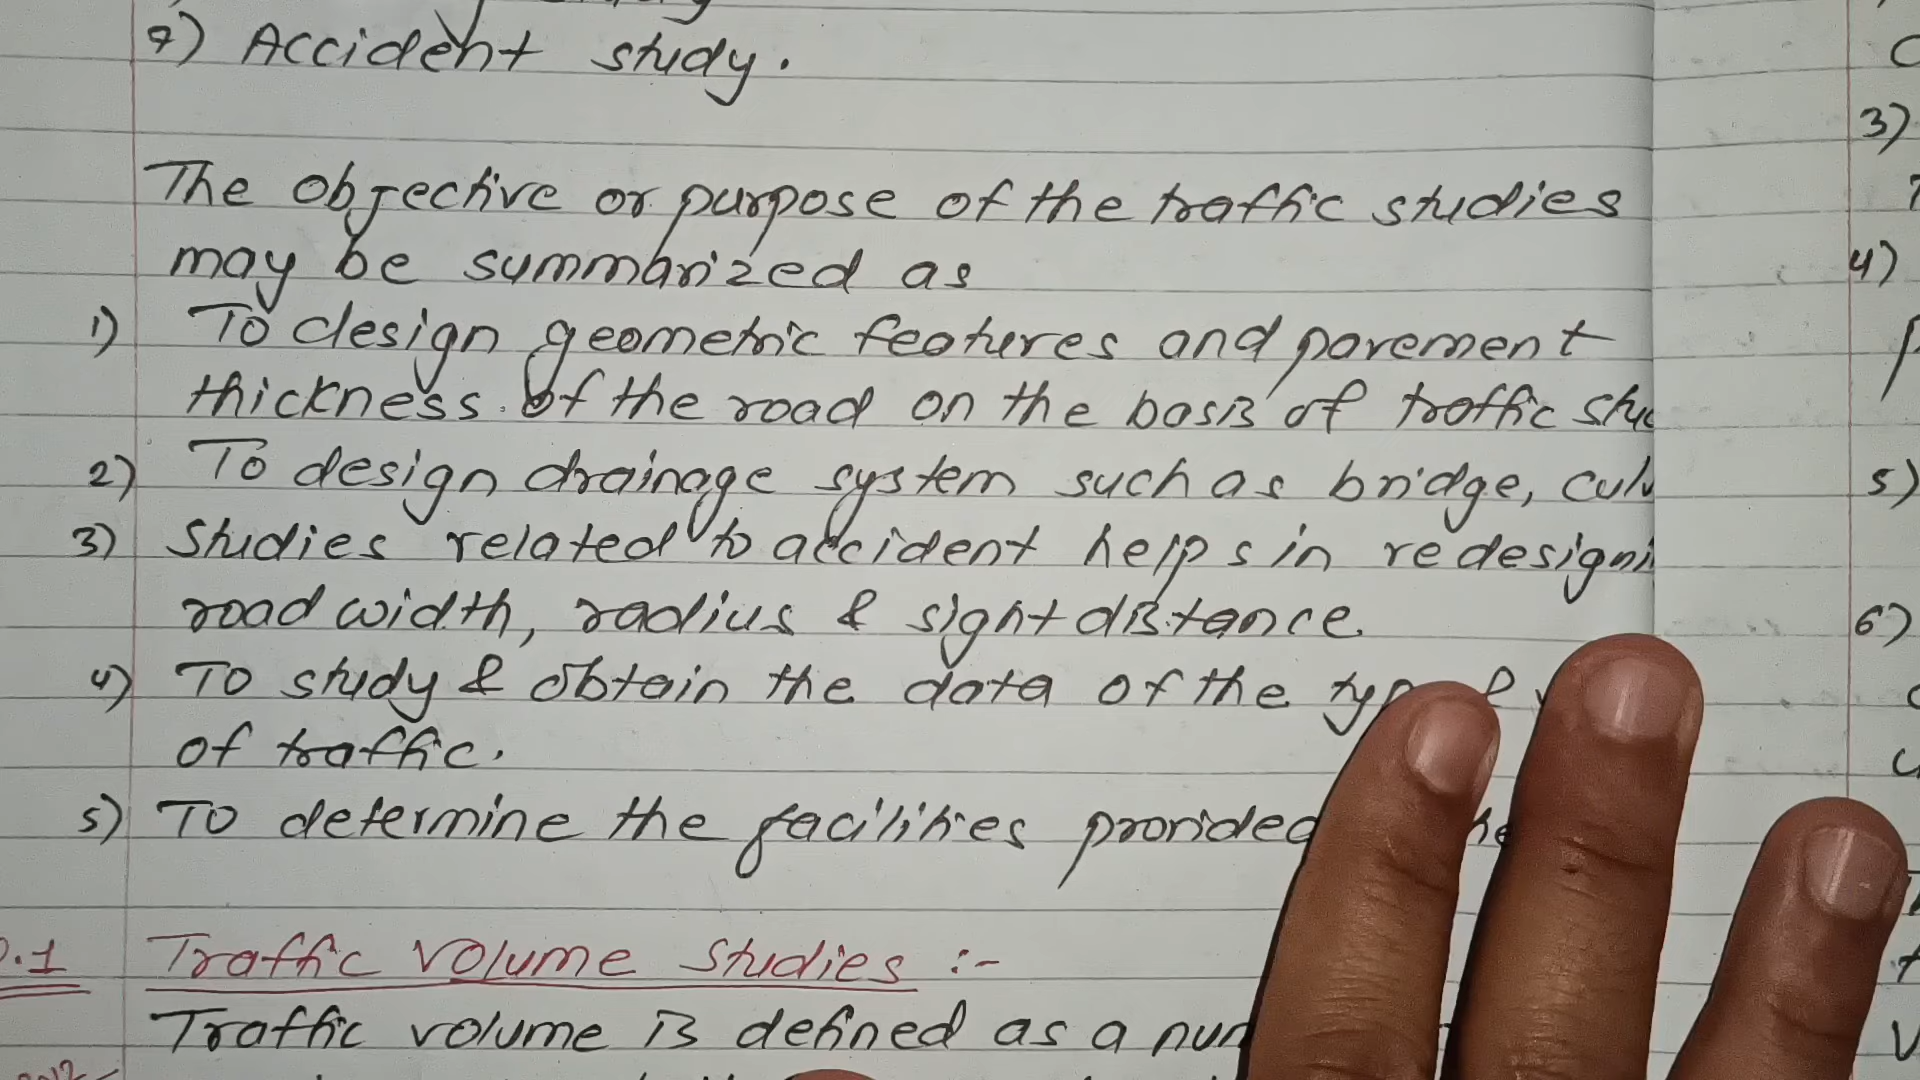 7) Accident study.
The objective or purpose of the traffic studies
may be summarized as
1) To design geometric features and pavement
thickness of the road on the basis of traffic
2) To design drainage system such as bridge,
3) Studies related to accident helps in
road width, radius & sight distance.
4) To study & obtain the data of the
of traffic.
5) To determine the facilities provided
Traffic volume Studies :-
Traffic volume is defined as a
3)
4)
5)
6)